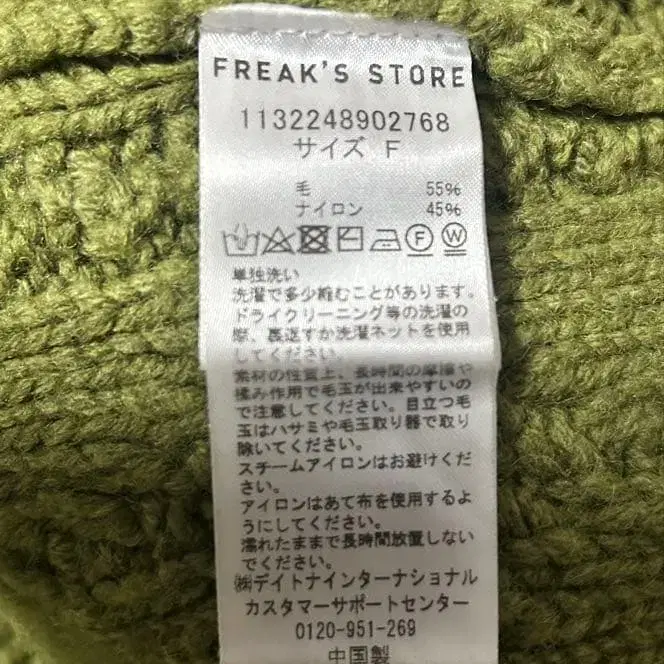 FREAK'S STORE
1132248902768
サイズ F
毛 55%
ナイロン 45%
F W
単独洗い
洗濯で多少縮むことがあります。
ドライクリーニング等の洗濯の
際、裏返すか洗濯ネットを使用
してください。
素材の性質上、長時間の摩擦や
揉み作用で毛玉が出来やすいの
で注意してください。目立つ毛
玉はハサミや毛玉取り器で取り
除いてください。
スチームアイロンはお避けくだ
さい。
アイロンはあて布を使用するよ
うにしてください。
濡れたままで長時間放置しない
でください。
㈱デイトナインターナショナル
カスタマーサポートセンター
0120-951-269
中国製